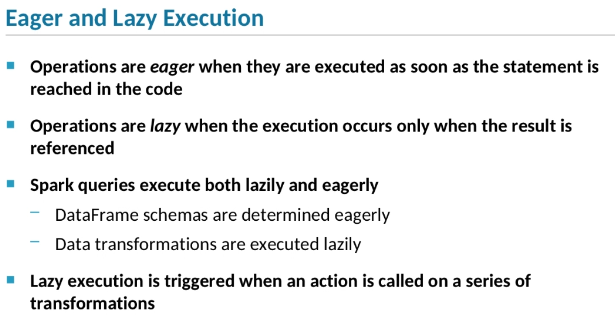 Eager and Lazy Execution
Operations are eager when they are executed as soon as the statement is
reached in the code
Operations are lazy when the execution occurs only when the result is
referenced
Spark queries execute both lazily and eagerly
– DataFrame schemas are determined eagerly
– Data transformations are executed lazily
Lazy execution is triggered when an action is called on a series of
transformations